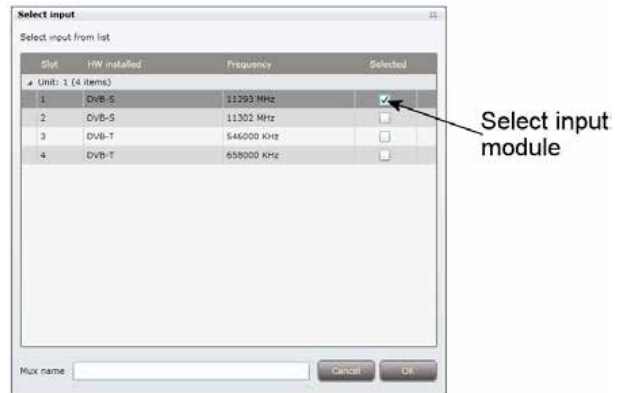 Select input
Select input from list
Slot HW installed Frequency Selected
Unit: 1 (4 items)
1 DVB-S 11293 MHz
2 DVB-S 11302 MHz
3 DVB-T 546000 KHz
4 DVB-T 658000 KHz
Select input
module
Mux name Cancel OK